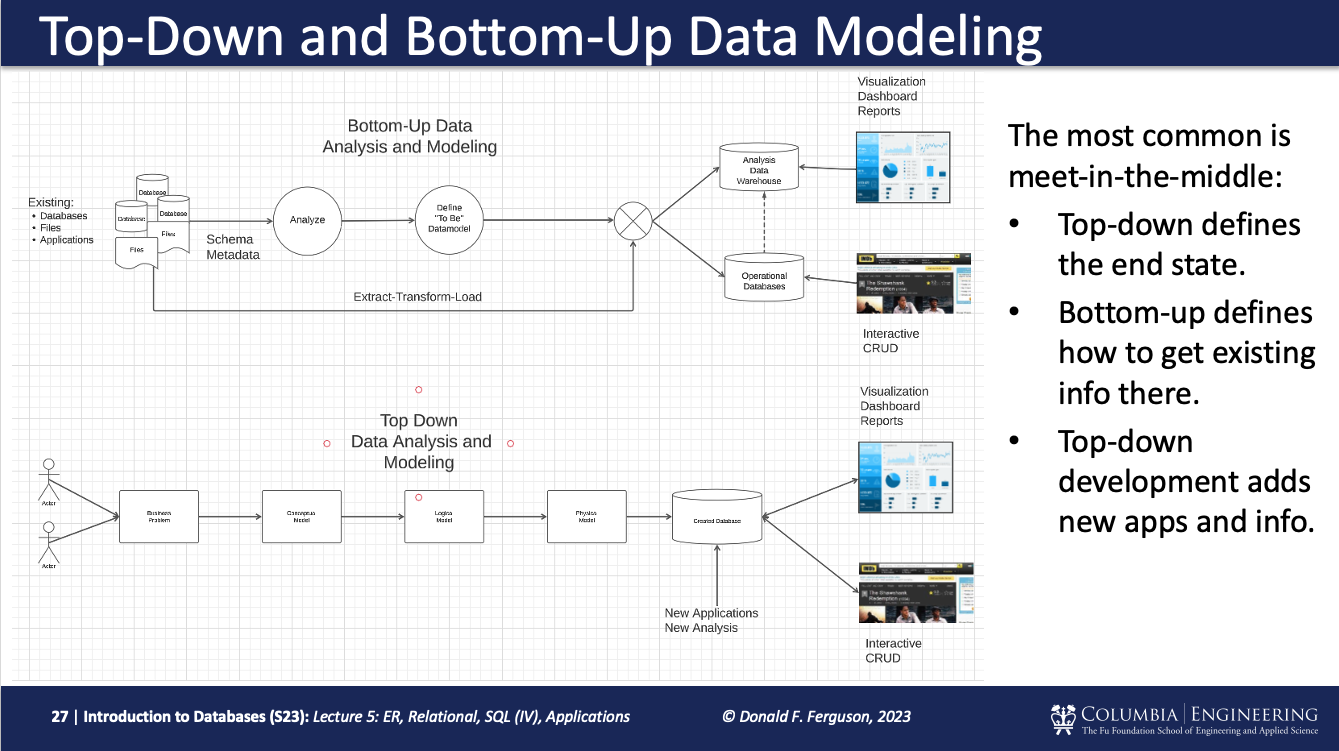 Top-Down and Bottom-Up Data Modeling
Bottom-Up Data
Analysis and Modeling
Existing:
• Databases
• Files
• Applications
Database
Database
Database
Files
Files
Schema
Metadata
Analyze
Define
"To Be"
Datamodel
Extract-Transform-Load
Analysis
Data
Warehouse
Operational
Databases
Visualization
Dashboard
Reports
The Shawshank
Redemption
Interactive
CRUD
Top Down
Data Analysis and
Modeling
Actor
Actor
Business
Problem
Conceptual
Model
Logical
Model
Physical
Model
Created Database
New Applications
New Analysis
Visualization
Dashboard
Reports
The Shawshank
Redemption
Interactive
CRUD
The most common is
meet-in-the-middle:
• Top-down defines
the end state.
• Bottom-up defines
how to get existing
info there.
• Top-down
development adds
new apps and info.
27 | Introduction to Databases (S23): Lecture 5: ER, Relational, SQL (IV), Applications
© Donald F. Ferguson, 2023
COLUMBIA | ENGINEERING
The Fu Foundation School of Engineering and Applied Science